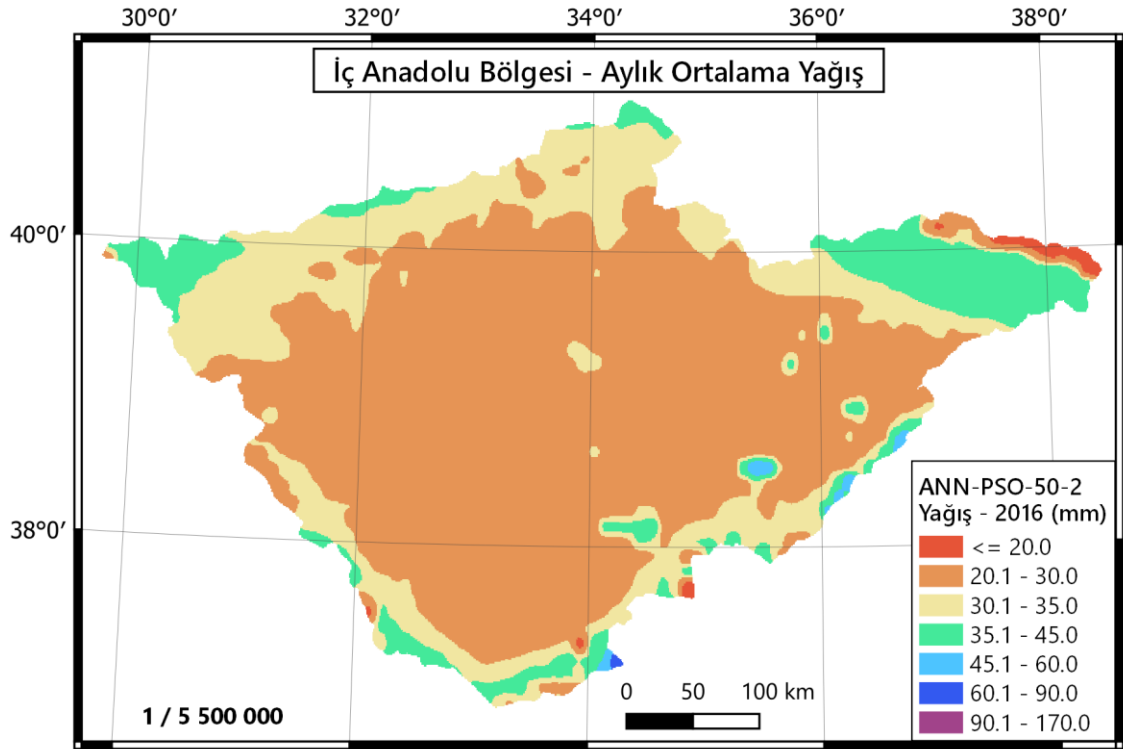 30°0′ 32°0′ 34°0′ 36°0′ 38°0′
İç Anadolu Bölgesi - Aylık Ortalama Yağış
40°0′
38°0′
ANN-PSO-50-2
Yağış - 2016 (mm)
<= 20.0
20.1 - 30.0
30.1 - 35.0
35.1 - 45.0
45.1 - 60.0
60.1 - 90.0
90.1 - 170.0
0 50 100 km
1 / 5 500 000